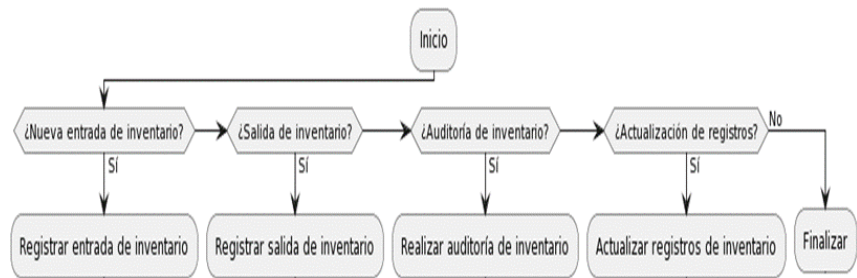 Inicio
¿Nueva entrada de inventario?
¿Salida de inventario?
¿Auditoría de inventario?
¿Actualización de registros?
No
Sí
Sí
Sí
Sí
Registrar entrada de inventario
Registrar salida de inventario
Realizar auditoría de inventario
Actualizar registros de inventario
Finalizar